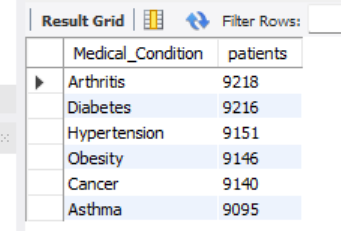 Result Grid Filter Rows:
Medical_Condition patients
Arthritis 9218
Diabetes 9216
Hypertension 9151
Obesity 9146
Cancer 9140
Asthma 9095